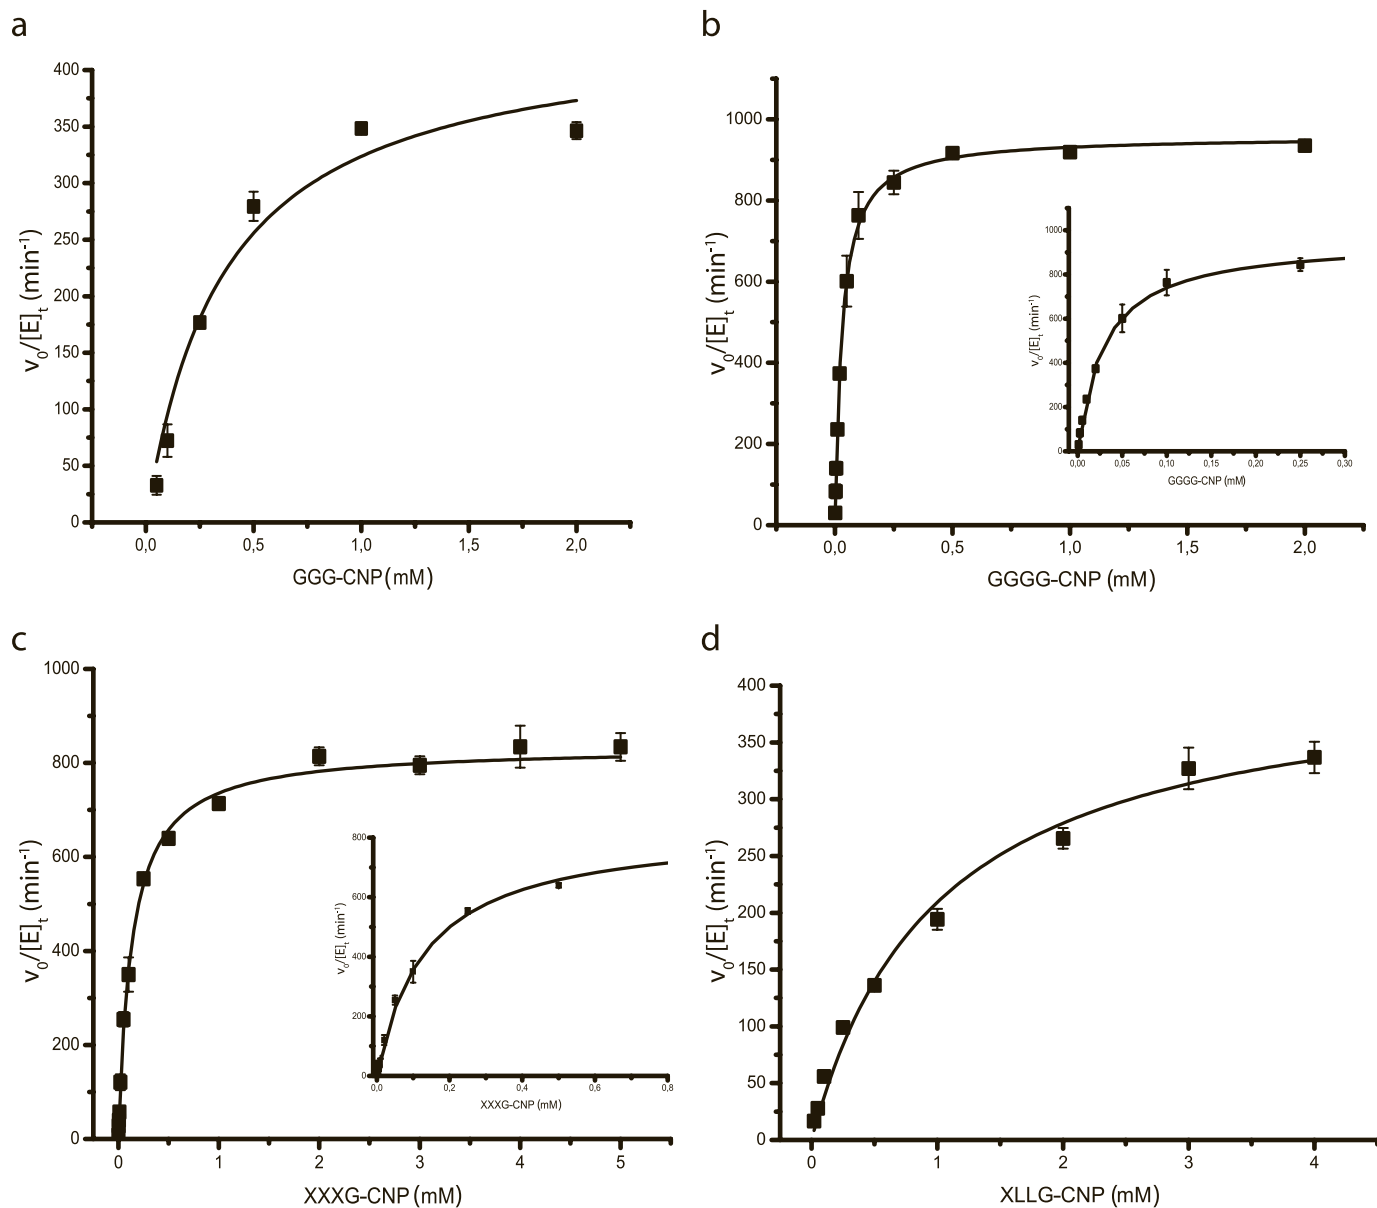 a
400
350
300
250
200
150
100
50
0
v0/[E]t (min-1)
0,0 0,5 1,0 1,5 2,0
GGG-CNP (mM)
b
1000
800
600
400
200
0
v0/[E]t (min-1)
0,0 0,5 1,0 1,5 2,0
GGGG-CNP (mM)
1000
800
600
400
200
0
v0/[E]t (min-1)
0,00 0,05 0,10 0,15 0,20 0,25 0,30
GGGG-CNP (mM)
c
1000
800
600
400
200
0
v0/[E]t (min-1)
0 1 2 3 4 5
XXXG-CNP (mM)
800
600
400
200
0
v0/[E]t (min-1)
0,0 0,2 0,4 0,6 0,8
XXXG-CNP (mM)
d
400
350
300
250
200
150
100
50
0
v0/[E]t (min-1)
0 1 2 3 4
XLLG-CNP (mM)